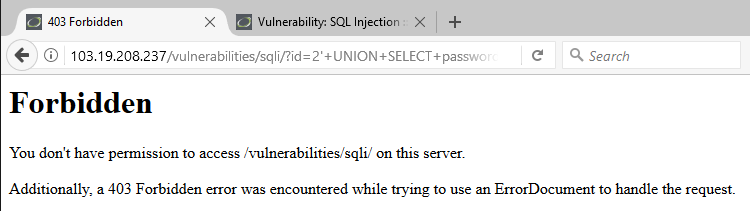 403 Forbidden
Vulnerability: SQL Injection
103.19.208.237/vulnerabilities/sqli/?id=2'+UNION+SELECT+password
Search
Forbidden
You don't have permission to access /vulnerabilities/sqli/ on this server.
Additionally, a 403 Forbidden error was encountered while trying to use an ErrorDocument to handle the request.